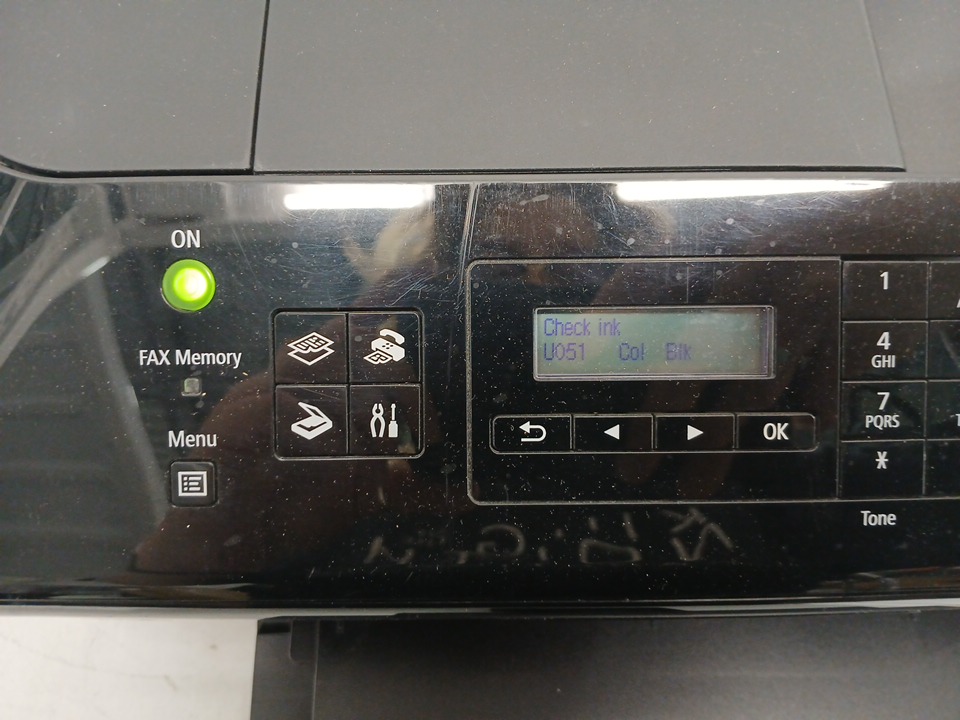 ON
FAX Memory
Menu
Check ink
U051 Col Blk
OK
1
4
GHI
7
PQRS
*
Tone